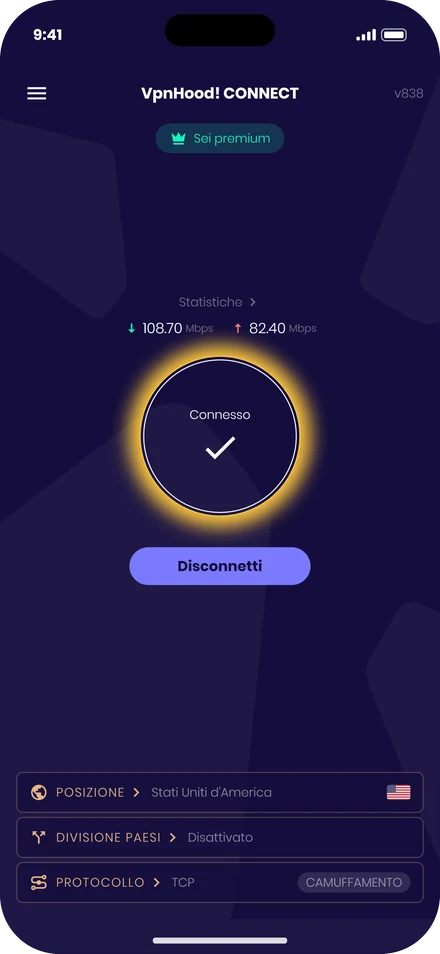 9:41
VpnHood! CONNECT
v838
Sei premium
Statistiche
108.70 Mbps 82.40 Mbps
Connesso
Disconnetti
POSIZIONE Stati Uniti d'America
DIVISIONE PAESI Disattivato
PROTOCOLLO TCP CAMUFFAMENTO